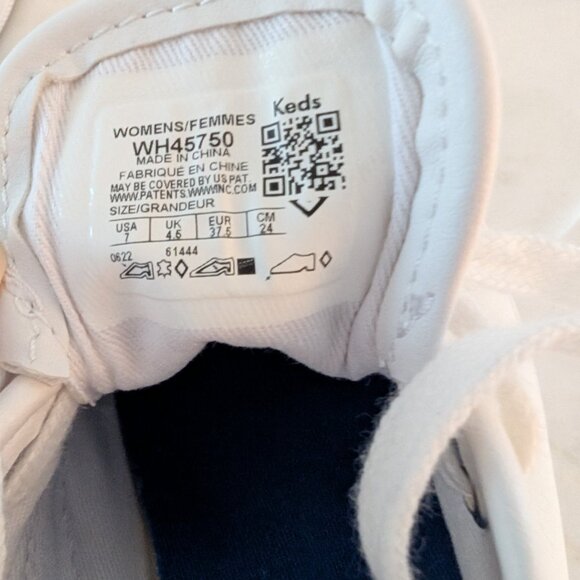 Keds
WOMENS/FEMMES
WH45750
MADE IN CHINA
FABRIQUÉ EN CHINE
MAY BE COVERED BY US PAT.
WWW.PATENTS.WWWINC.COM
SIZE/GRANDEUR
USA UK EUR CM
7 4.5 37.5 24
0622 61444